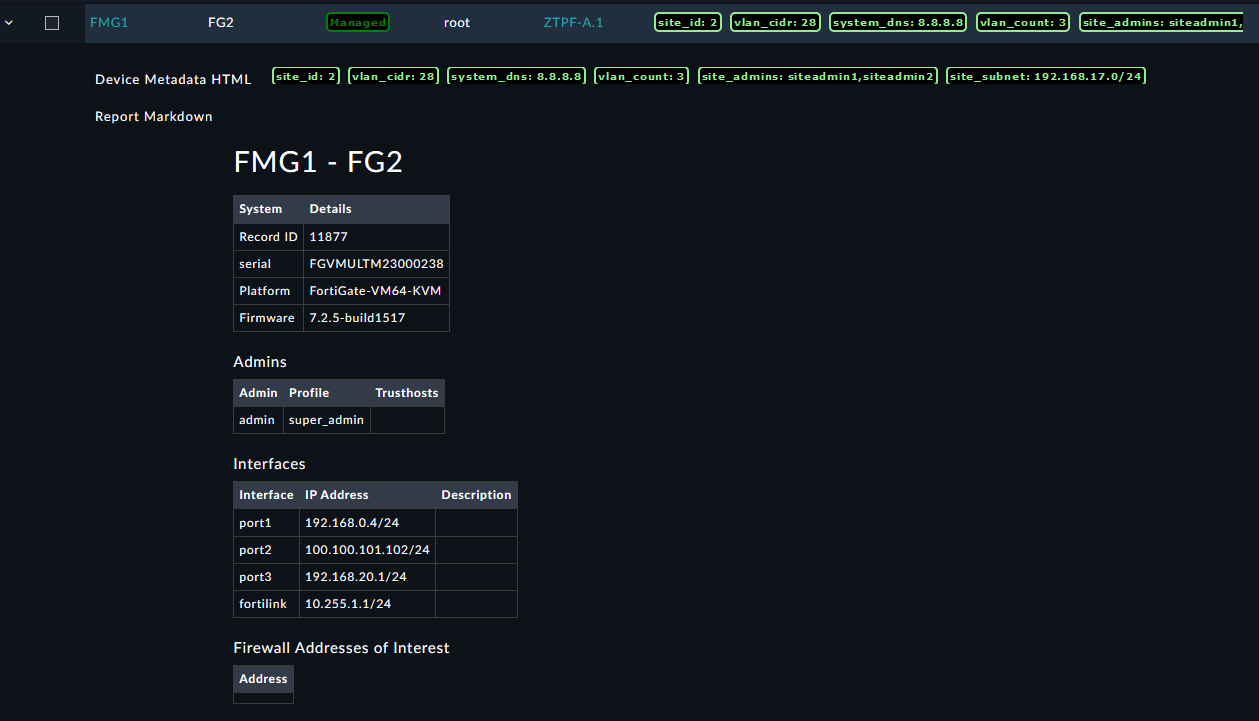 FMG1 FG2 Managed root ZTPF-A.1 site_id: 2 vlan_cidr: 28 system_dns: 8.8.8.8 vlan_count: 3 site_admins: siteadmin1,
Device Metadata HTML site_id: 2 vlan_cidr: 28 system_dns: 8.8.8.8 vlan_count: 3 site_admins: siteadmin1,siteadmin2 site_subnet: 192.168.17.0/24
Report Markdown
FMG1 - FG2
System Details
Record ID 11877
serial FGVMULTM23000238
Platform FortiGate-VM64-KVM
Firmware 7.2.5-build1517
Admins
Admin Profile Trusthosts
admin super_admin
Interfaces
Interface IP Address Description
port1 192.168.0.4/24
port2 100.100.101.102/24
port3 192.168.20.1/24
fortilink 10.255.1.1/24
Firewall Addresses of Interest
Address